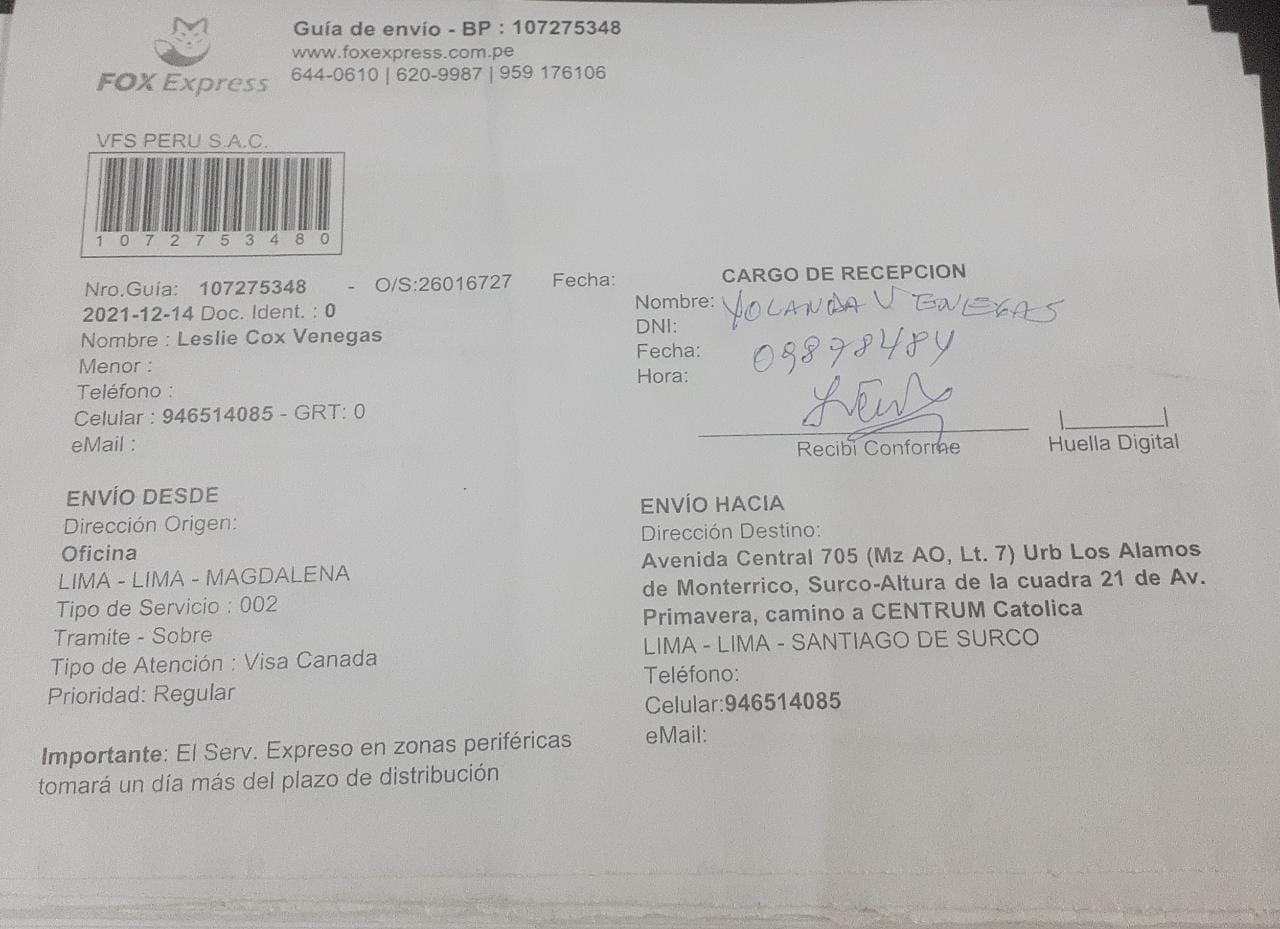 FOX Express
Guía de envío - BP : 107275348
www.foxexpress.com.pe
644-0610 | 620-9987 | 959 176106
VFS PERU S.A.C.
1 0 7 2 7 5 3 4 8 0
Nro.Guía: 107275348 - O/S:26016727 Fecha:
2021-12-14 Doc. Ident. : 0
Nombre : Leslie Cox Venegas
Menor :
Teléfono :
Celular : 946514085 - GRT: 0
eMail :
CARGO DE RECEPCION
Nombre: YOLANDA VENEGAS
DNI:
Fecha: 09878484
Hora:
Recibí Conforme
Huella Digital
ENVÍO DESDE
Dirección Origen:
Oficina
LIMA - LIMA - MAGDALENA
Tipo de Servicio : 002
Tramite - Sobre
Tipo de Atención : Visa Canada
Prioridad: Regular
ENVÍO HACIA
Dirección Destino:
Avenida Central 705 (Mz AO, Lt. 7) Urb Los Alamos
de Monterrico, Surco-Altura de la cuadra 21 de Av.
Primavera, camino a CENTRUM Catolica
LIMA - LIMA - SANTIAGO DE SURCO
Teléfono:
Celular:946514085
eMail:
Importante: El Serv. Expreso en zonas periféricas
tomará un día más del plazo de distribución